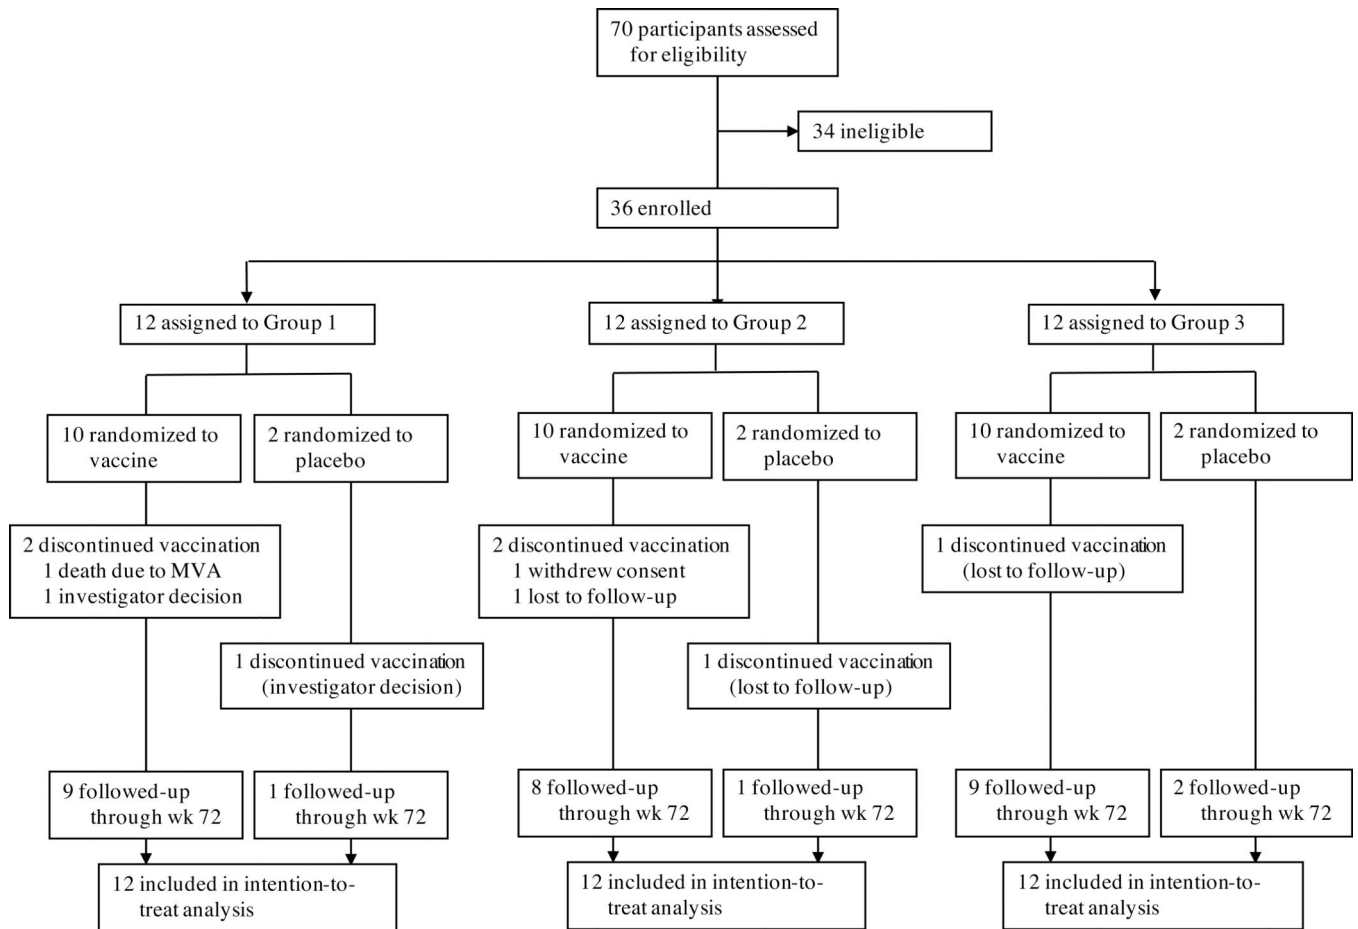 70 participants assessed
for eligibility
34 ineligible
36 enrolled
12 assigned to Group 1
12 assigned to Group 2
12 assigned to Group 3
10 randomized to
vaccine
2 randomized to
placebo
10 randomized to
vaccine
2 randomized to
placebo
10 randomized to
vaccine
2 randomized to
placebo
2 discontinued vaccination
1 death due to MVA
1 investigator decision
2 discontinued vaccination
1 withdrew consent
1 lost to follow-up
1 discontinued vaccination
(lost to follow-up)
1 discontinued vaccination
(investigator decision)
1 discontinued vaccination
(lost to follow-up)
9 followed-up
through wk 72
1 followed-up
through wk 72
8 followed-up
through wk 72
1 followed-up
through wk 72
9 followed-up
through wk 72
2 followed-up
through wk 72
12 included in intention-to-
treat analysis
12 included in intention-to-
treat analysis
12 included in intention-to-
treat analysis